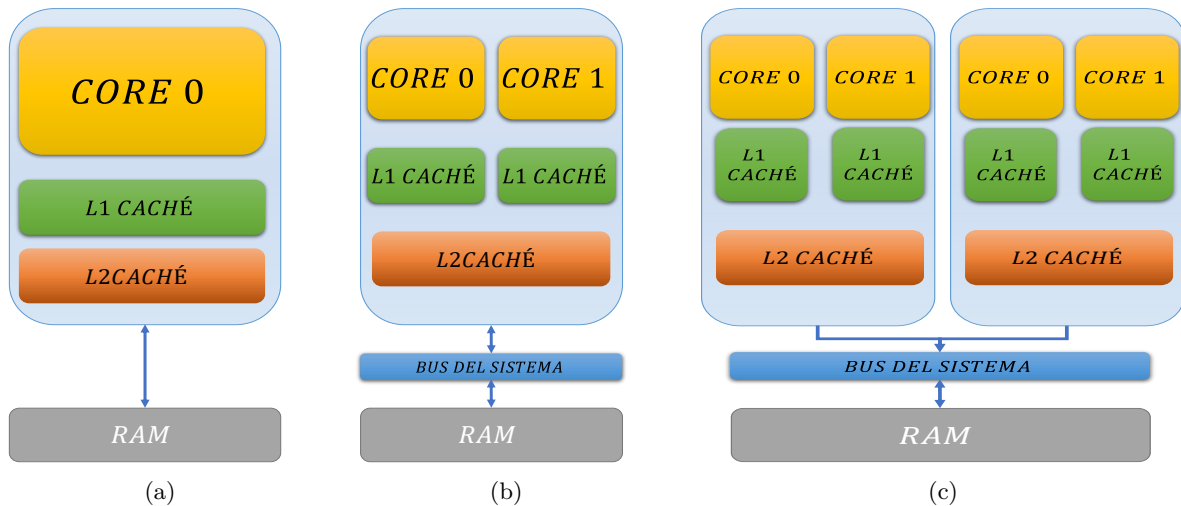 CORE 0
L1 CACHÉ
L2CACHÉ
RAM
(a)
CORE 0 CORE 1
L1 CACHÉ L1 CACHÉ
L2CACHÉ
BUS DEL SISTEMA
RAM
(b)
CORE 0 CORE 1 CORE 0 CORE 1
L1 L1 L1 L1
CACHÉ CACHÉ CACHÉ CACHÉ
L2 CACHÉ L2 CACHÉ
BUS DEL SISTEMA
RAM
(c)